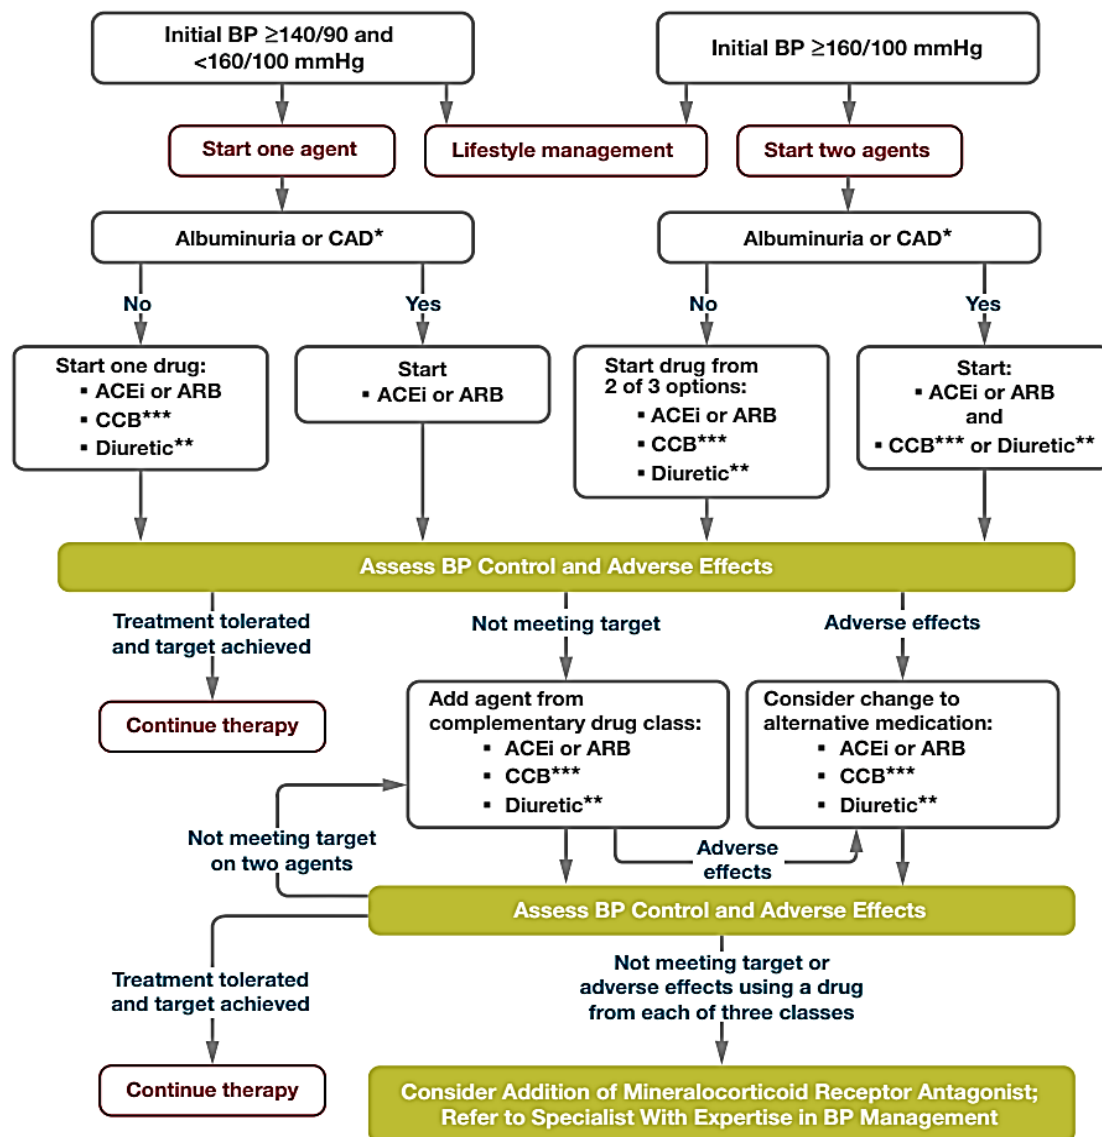 Initial BP ≥140/90 and
<160/100 mmHg
Initial BP ≥160/100 mmHg
Start one agent
Lifestyle management
Start two agents
Albuminuria or CAD*
Albuminuria or CAD*
No
Yes
No
Yes
Start one drug:
▪ ACEi or ARB
▪ CCB***
▪ Diuretic**
Start
▪ ACEi or ARB
Start drug from
2 of 3 options:
▪ ACEi or ARB
▪ CCB***
▪ Diuretic**
Start:
▪ ACEi or ARB
and
▪ CCB*** or Diuretic**
Assess BP Control and Adverse Effects
Treatment tolerated
and target achieved
Not meeting target
Adverse effects
Continue therapy
Add agent from
complementary drug class:
▪ ACEi or ARB
▪ CCB***
▪ Diuretic**
Consider change to
alternative medication:
▪ ACEi or ARB
▪ CCB***
▪ Diuretic**
Not meeting target
on two agents
Adverse
effects
Assess BP Control and Adverse Effects
Treatment tolerated
and target achieved
Not meeting target or
adverse effects using a drug
from each of three classes
Continue therapy
Consider Addition of Mineralocorticoid Receptor Antagonist;
Refer to Specialist With Expertise in BP Management